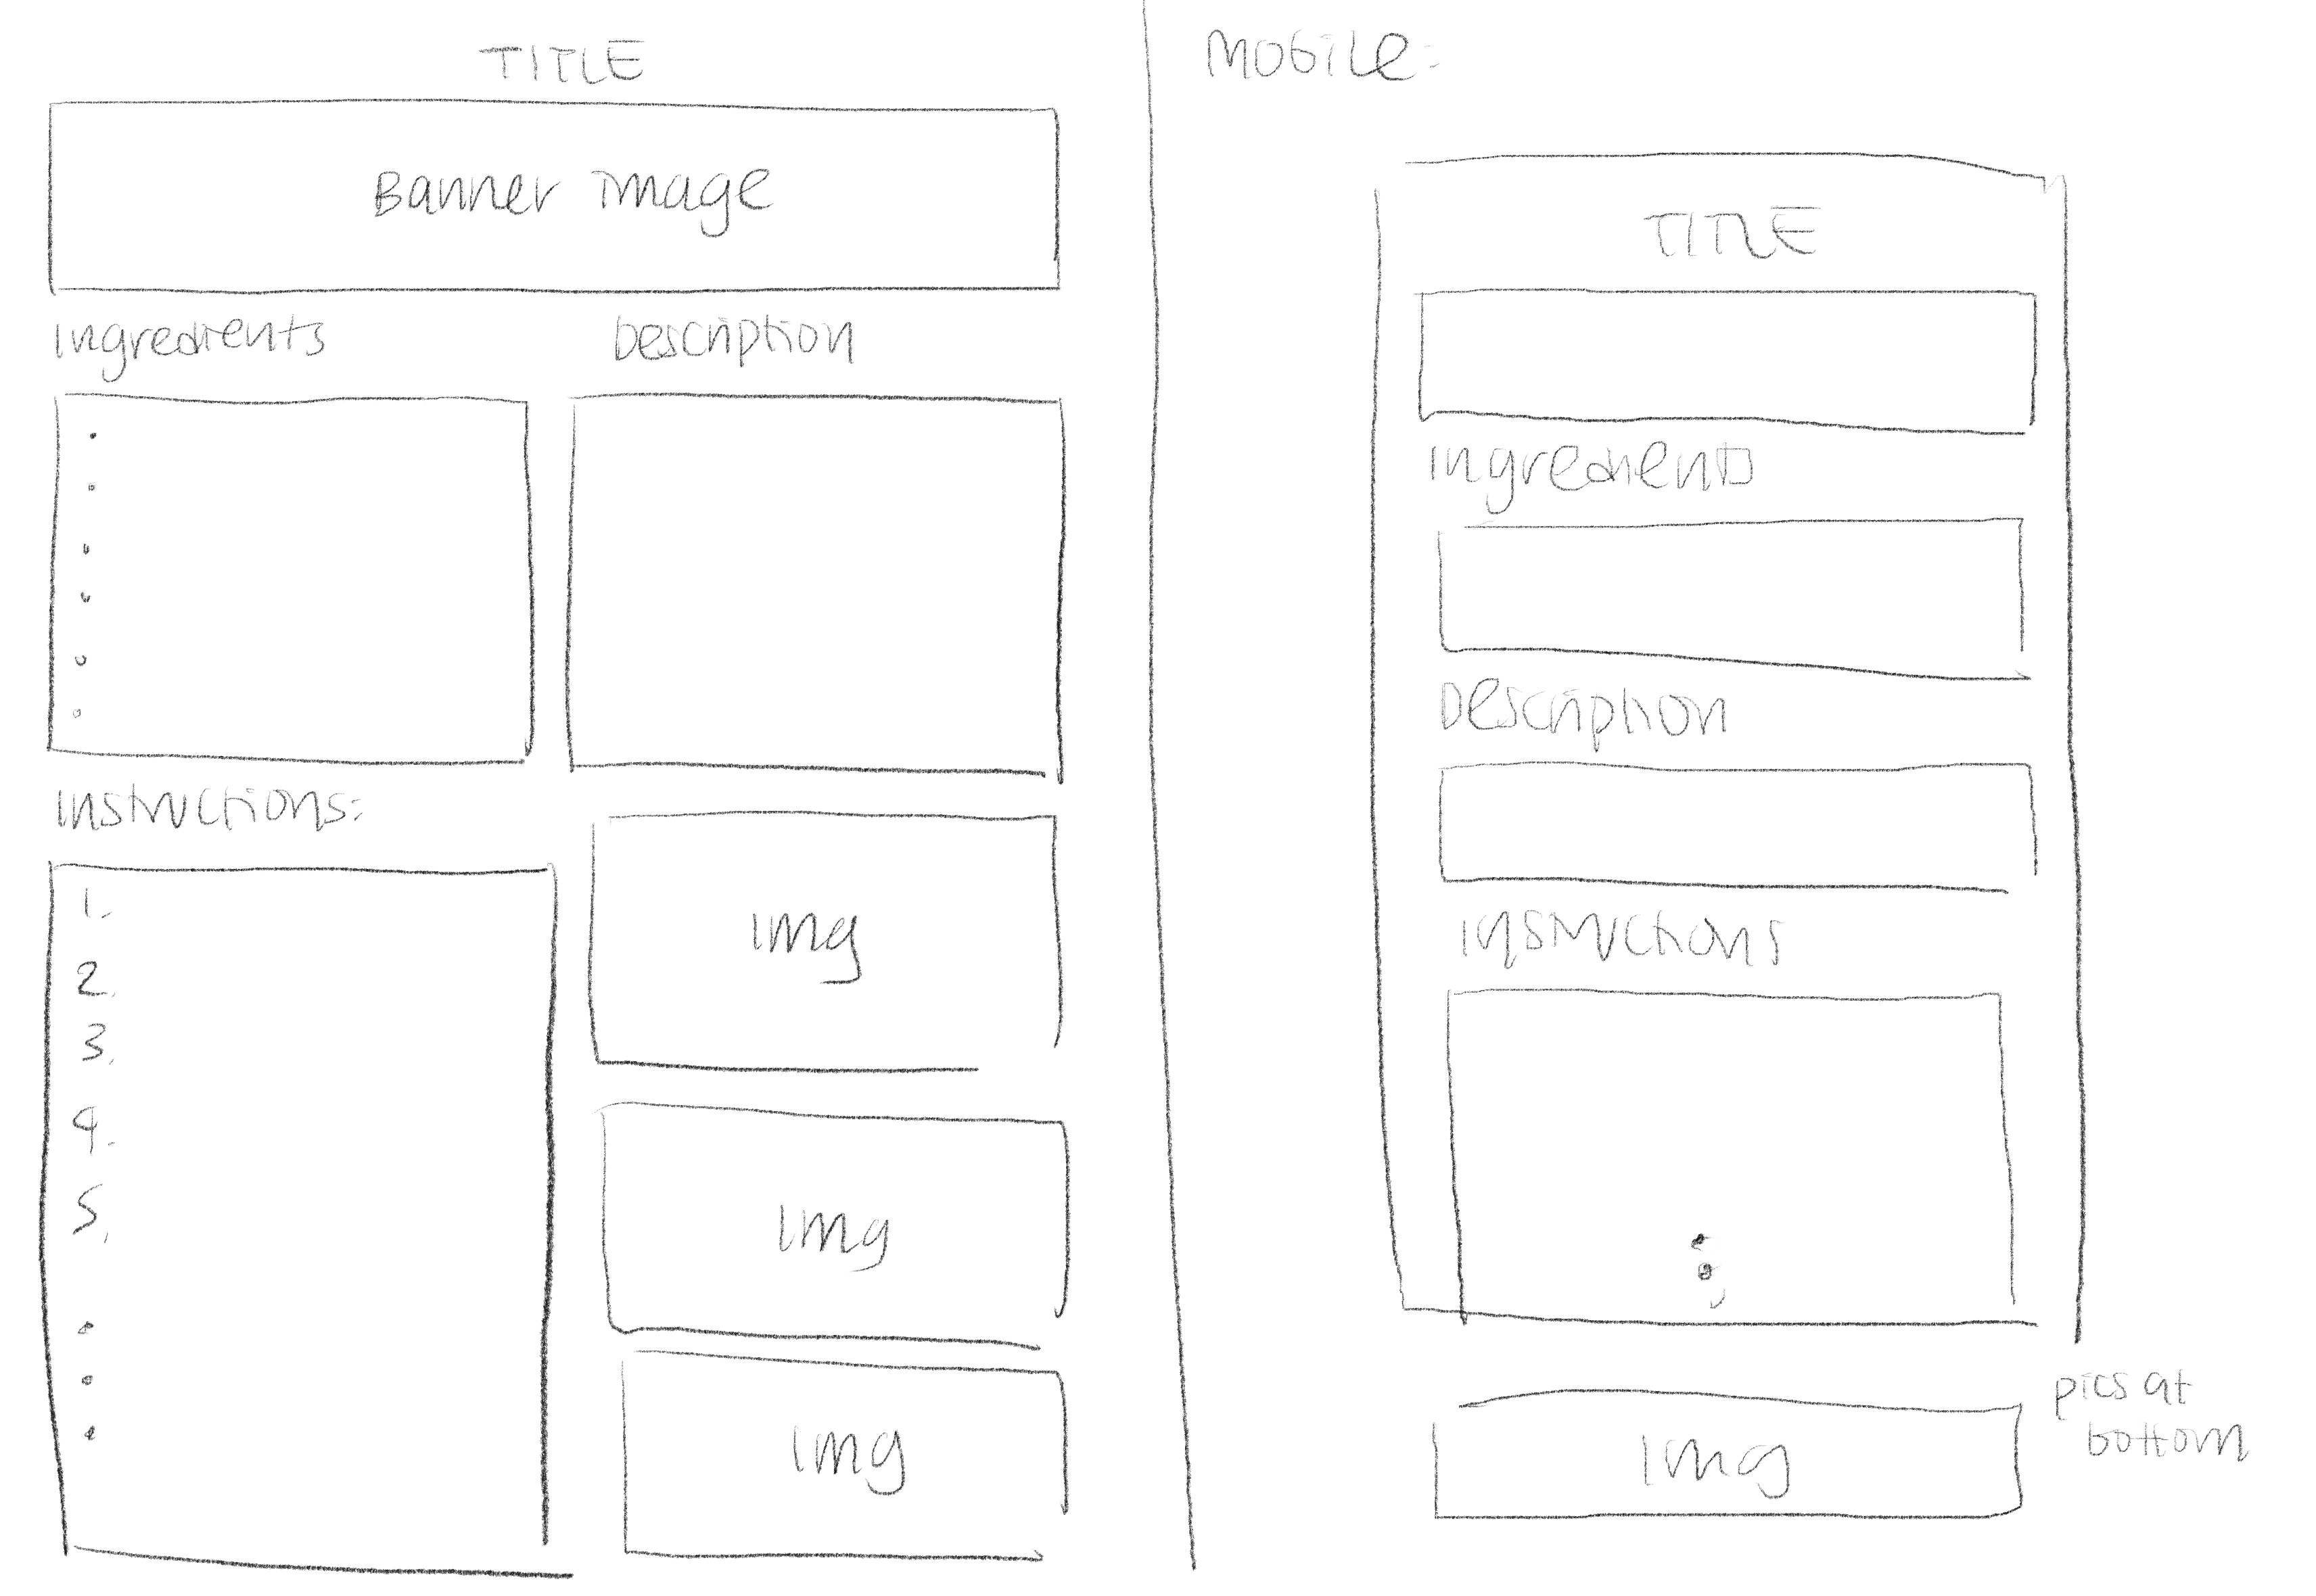 TITLE
Banner image
Ingredients
Description
Instructions:
1.
2.
3.
4.
5.
Img
Img
Img
MOBILE:
TITLE
Ingredients
Description
Instructions
Img
pics at
bottom